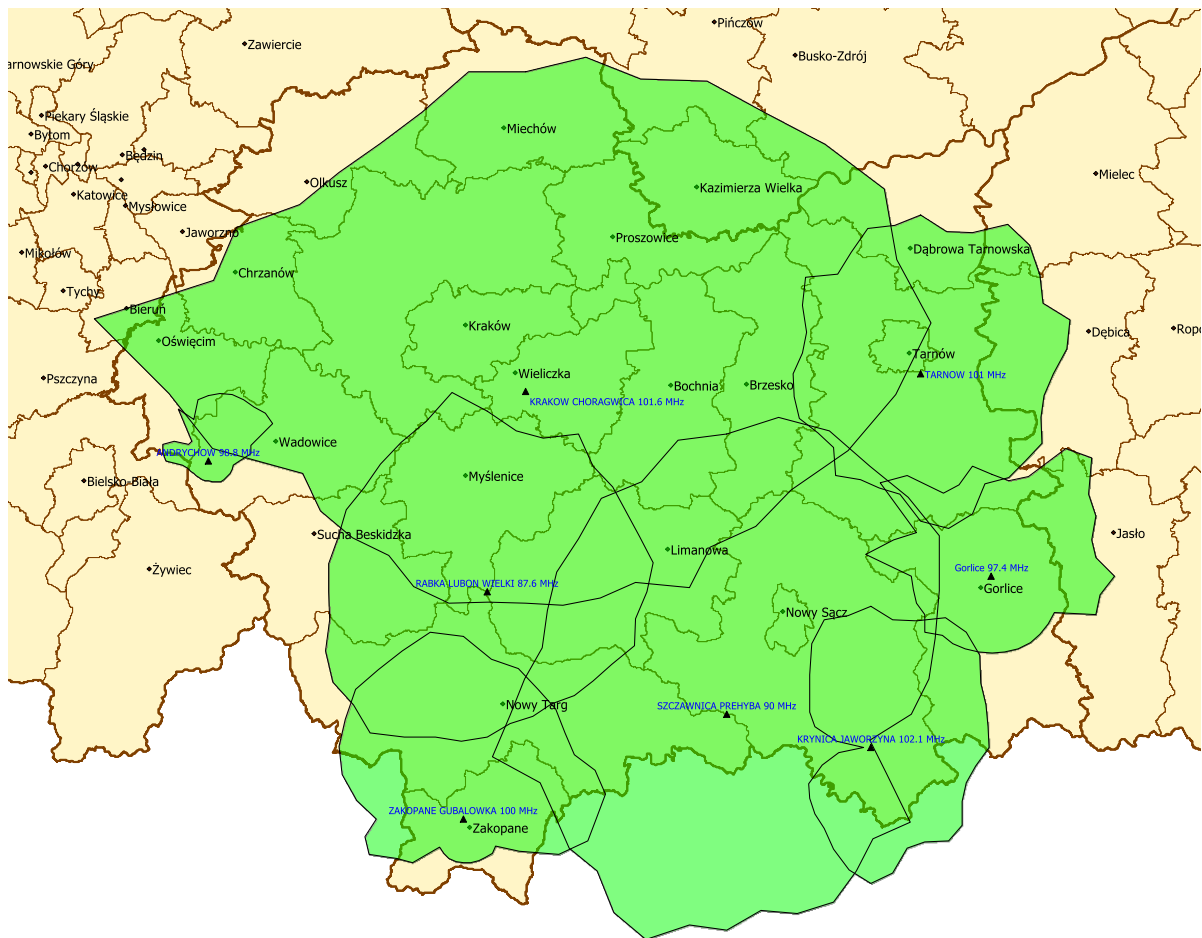 Pińczów
Zawiercie
Busko-Zdrój
arnowskie Góry
Piekary Śląskie
Miechów
Bytom
Będzin
Chorzów
Mielec
Olkusz
Kazimierza Wielka
Katowice
Mysłowice
Jaworzno
Proszowice
Dąbrowa Tarnowska
Mikołów
Chrzanów
Tychy
Bieruń
Kraków
Dębica
Ropc
Oświęcim
Tarnów
Wieliczka
TARNOW 101 MHz
Pszczyna
Bochnia
Brzesko
KRAKOW CHORAGWICA 101.6 MHz
Wadowice
ANDRYCHOW 98.8 MHz
Bielsko-Biała
Myślenice
Sucha Beskidzka
Jasło
Limanowa
Żywiec
Gorlice 97.4 MHz
RABKA LUBON WIELKI 87.6 MHz
Gorlice
Nowy Sącz
Nowy Targ
SZCZAWNICA PREHYBA 90 MHz
KRYNICA JAWORZYNA 102.1 MHz
ZAKOPANE GUBALOWKA 100 MHz
Zakopane